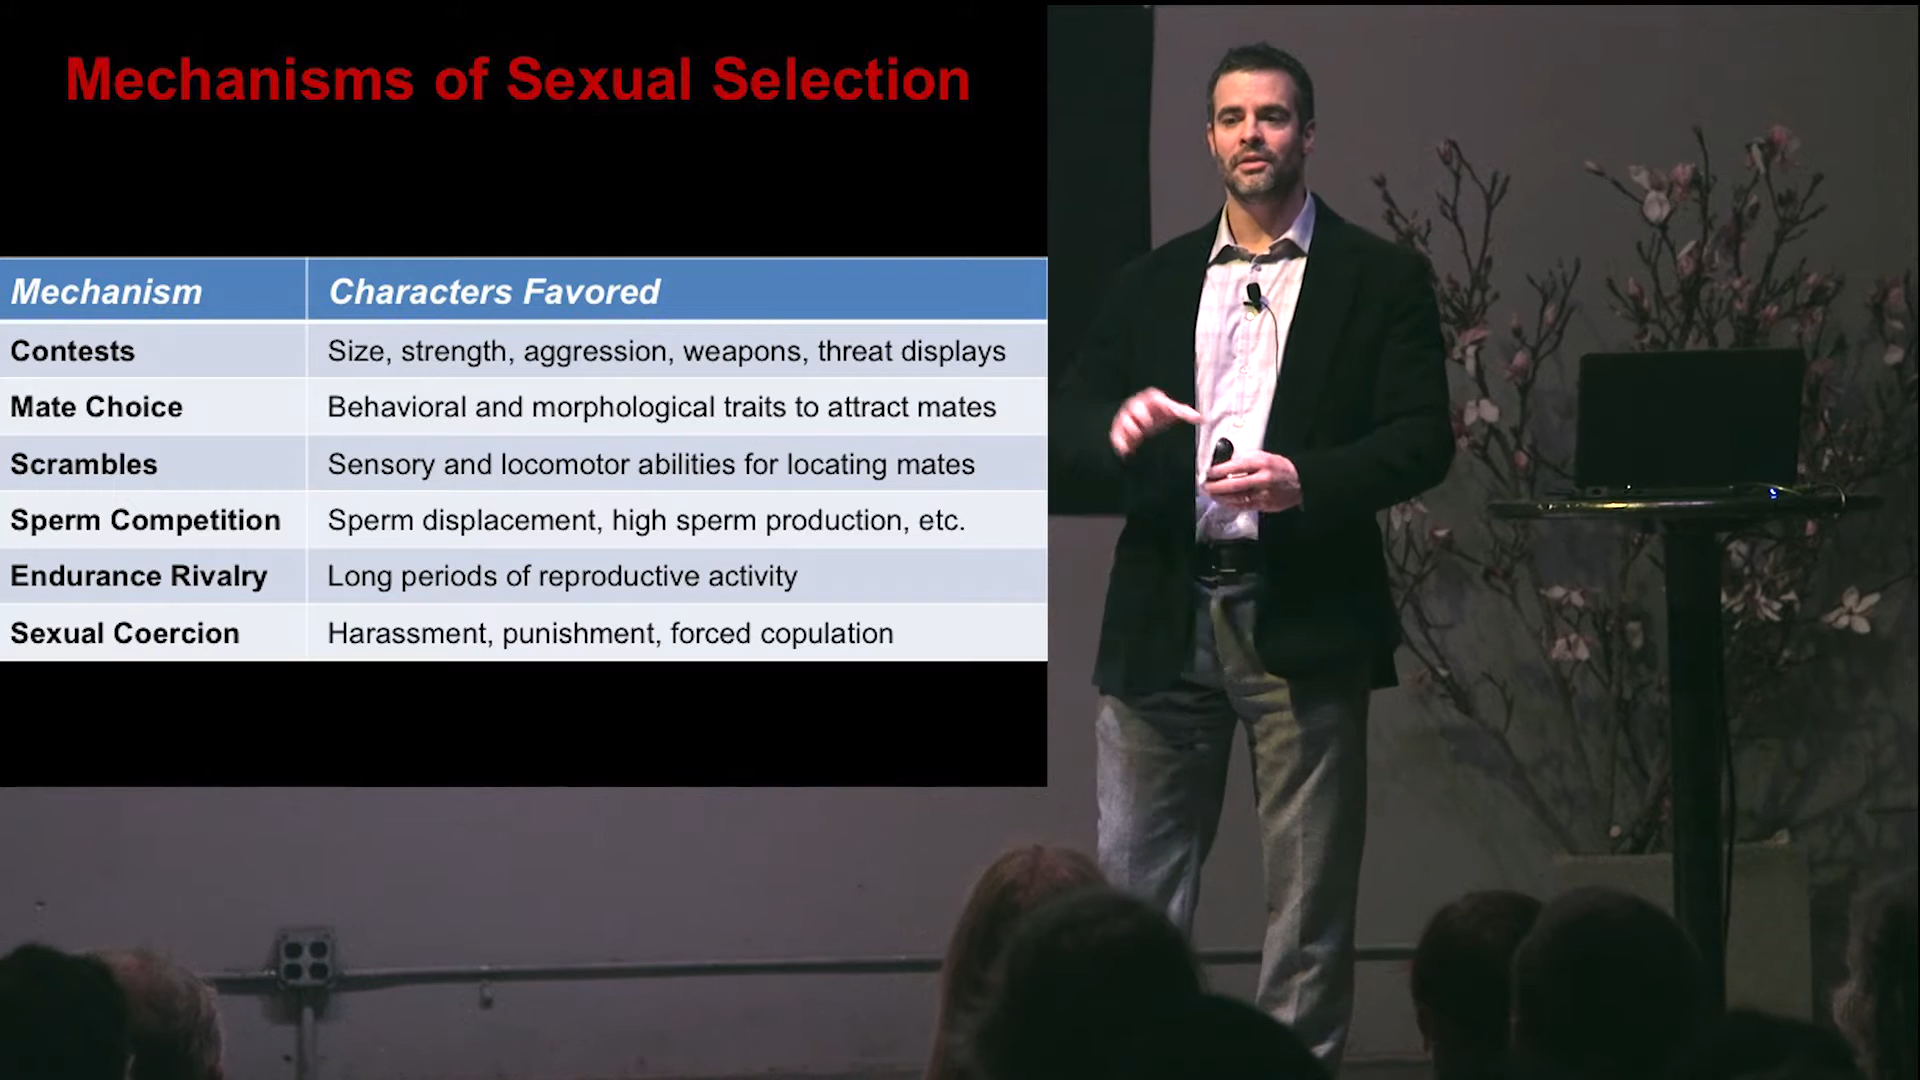 Mechanisms of Sexual Selection
Mechanism Characters Favored
Contests Size, strength, aggression, weapons, threat displays
Mate Choice Behavioral and morphological traits to attract mates
Scrambles Sensory and locomotor abilities for locating mates
Sperm Competition Sperm displacement, high sperm production, etc.
Endurance Rivalry Long periods of reproductive activity
Sexual Coercion Harassment, punishment, forced copulation